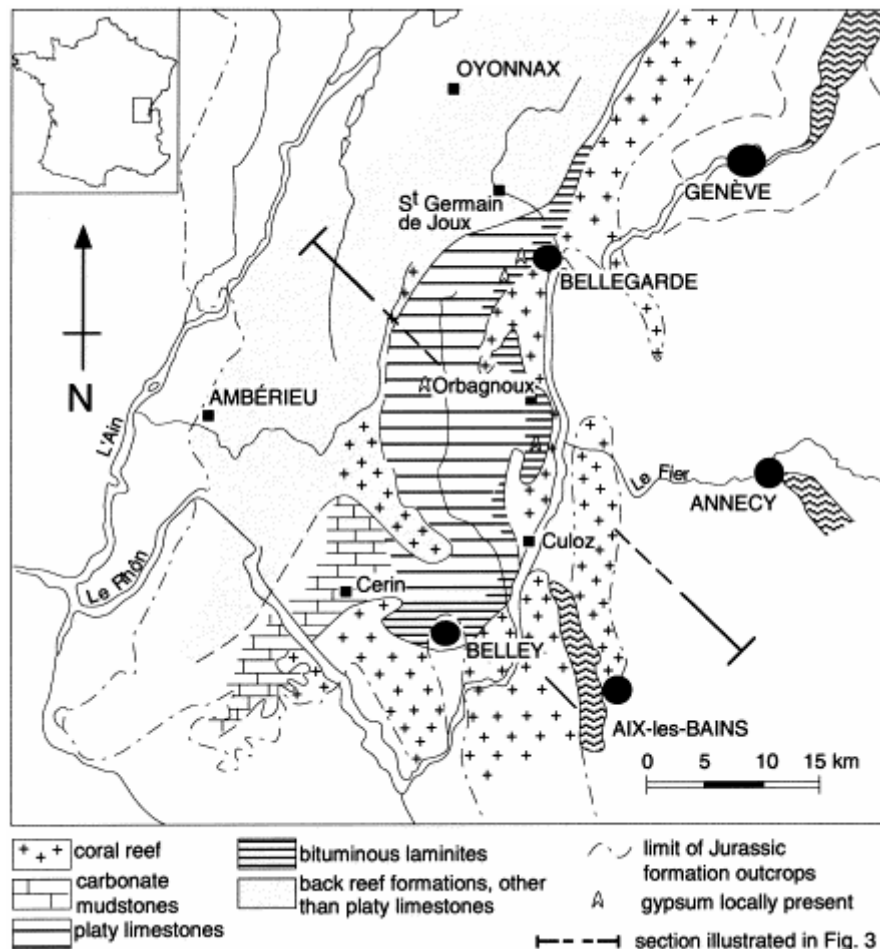 OYONNAX
St Germain
de Joux
GENÈVE
BELLEGARDE
N
Orbagnoux
AMBÉRIEU
L'Ain
Le Fier
ANNECY
Culoz
Le Rhôn
Cerin
BELLEY
AIX-les-BAINS
0 5 10 15 km
coral reef
carbonate
mudstones
platy limestones
bituminous laminites
back reef formations, other
than platy limestones
limit of Jurassic
formation outcrops
gypsum locally present
section illustrated in Fig. 3